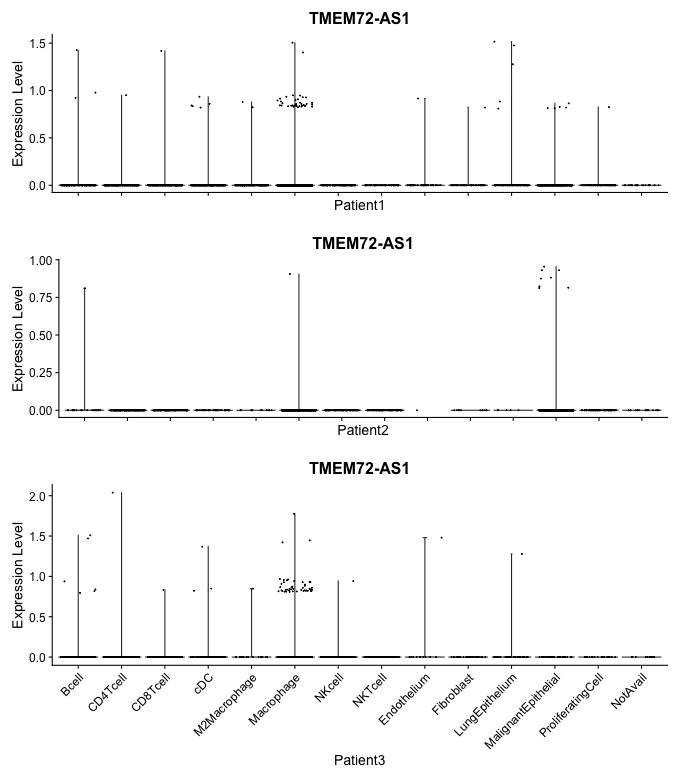 TMEM72-AS1
Expression Level
1.5
1.0
0.5
0.0
Patient1
TMEM72-AS1
Expression Level
1.00
0.75
0.50
0.25
0.00
Patient2
TMEM72-AS1
Expression Level
2.0
1.5
1.0
0.5
0.0
Bcell
CD4Tcell
CD8Tcell
cDC
M2Macrophage
Macrophage
NKcell
NKTcell
Endothelium
Fibroblast
LungEpithelium
MalignantEpithelial
ProliferatingCell
NotAvail
Patient3